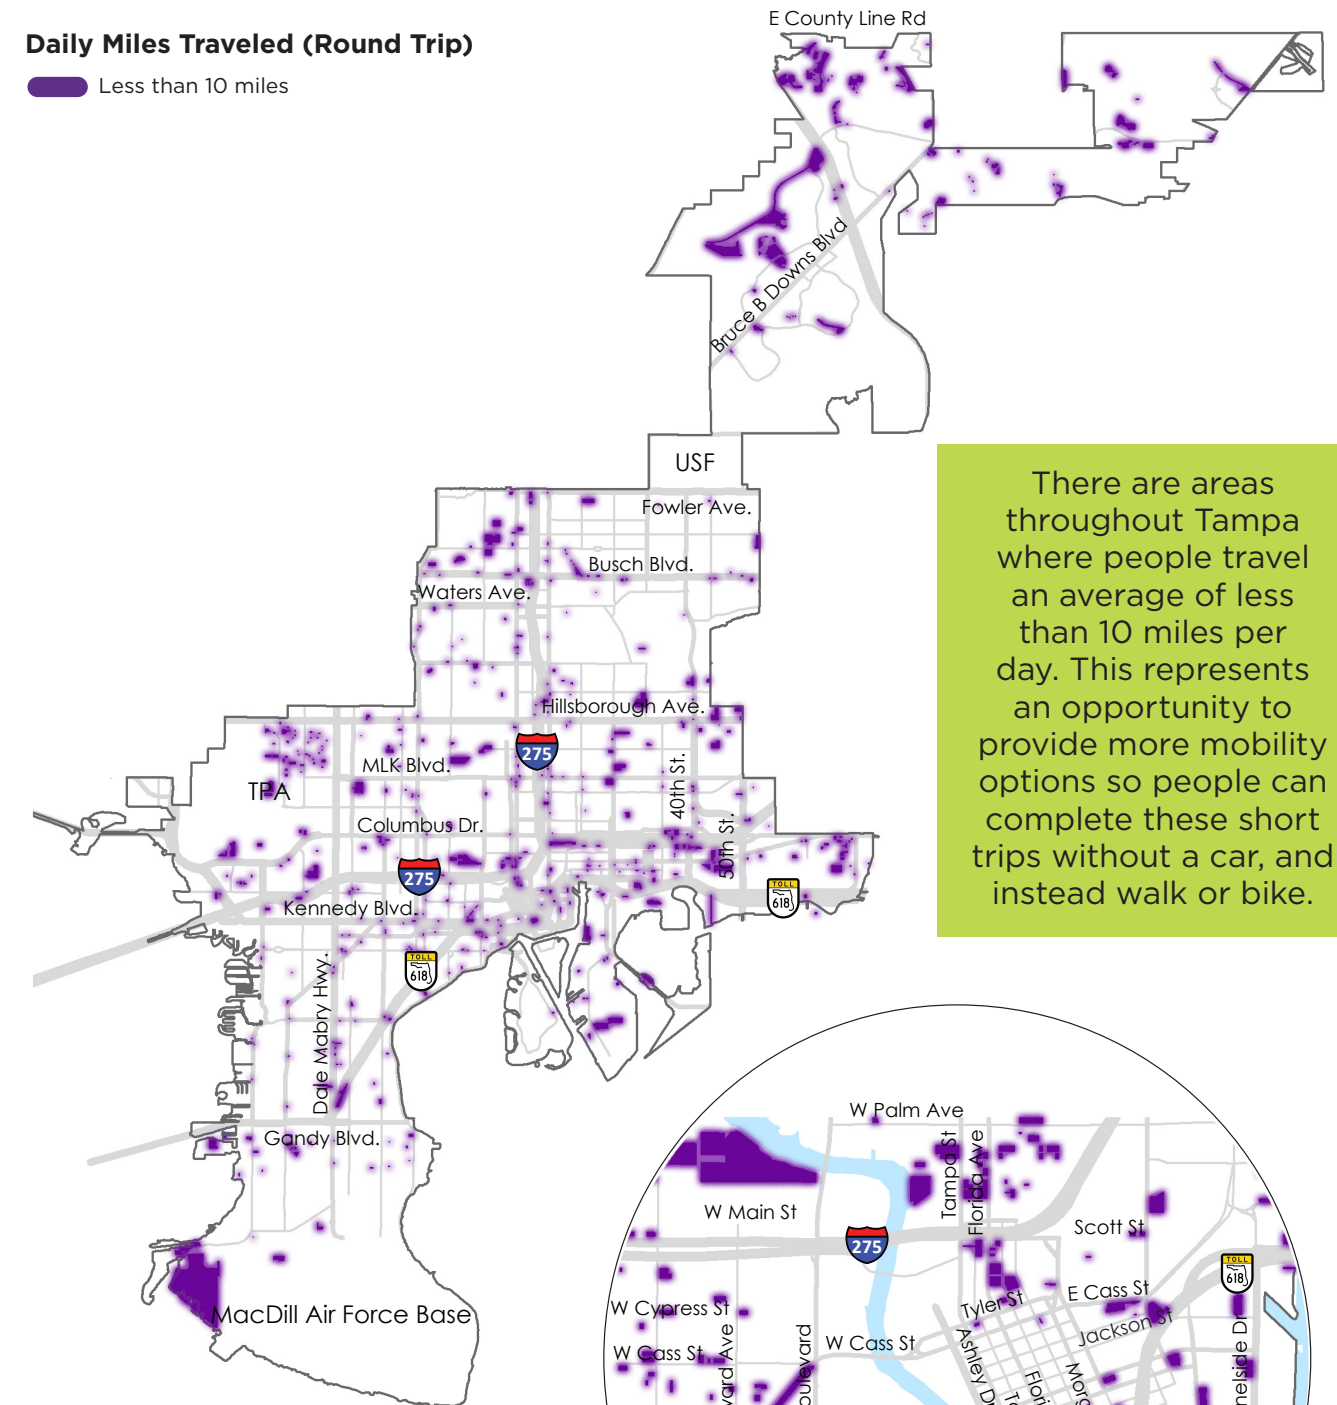 E County Line Rd
Daily Miles Traveled (Round Trip)
Less than 10 miles
Bruce B Downs Blvd
USF
Fowler Ave.
Busch Blvd.
Waters Ave.
There are areas
throughout Tampa
where people travel
an average of less
than 10 miles per
day. This represents
an opportunity to
provide more mobility
options so people can
complete these short
trips without a car, and
instead walk or bike.
Hillsborough Ave.
275
MLK Blvd.
TPA
40th St.
Columbus Dr.
50th St.
275
TOLL
618
Kennedy Blvd.
TOLL
618
Dale Mabry Hwy.
Gandy Blvd.
MacDill Air Force Base
W Palm Ave
Tampa St
Florida Ave
W Main St
Scott St
275
TOLL
618
E Cass St
Tyler St
W Cypress St
Jackson St
W Cass St
W Cass St
Ashley D